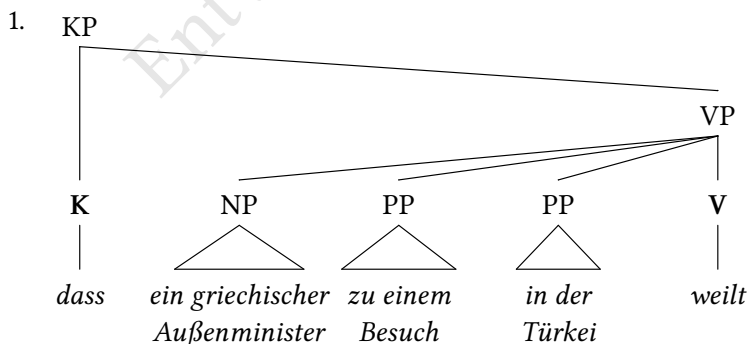 1. KP
VP
K NP PP PP V
dass ein griechischer zu einem in der weilt
Außenminister Besuch Türkei